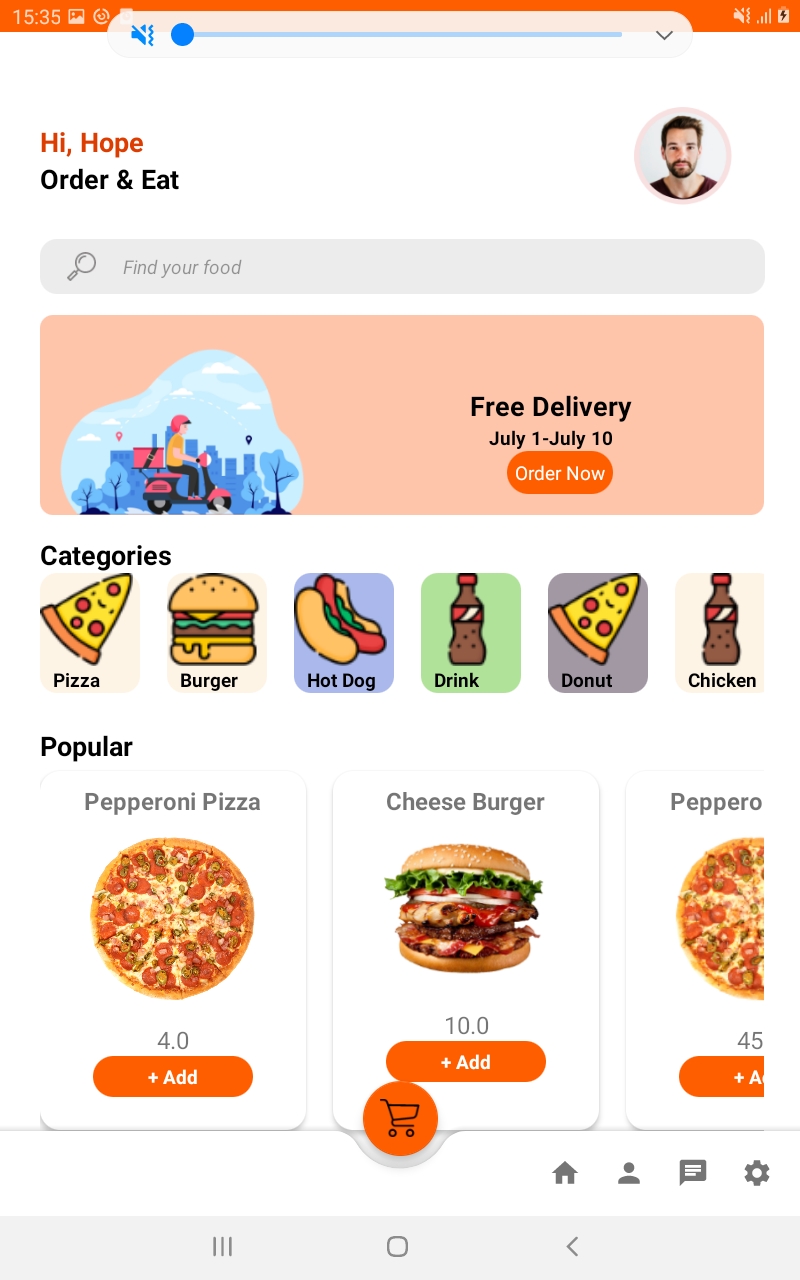 15:35
Hi, Hope
Order & Eat
Find your food
Free Delivery
July 1-July 10
Order Now
Categories
Pizza
Burger
Hot Dog
Drink
Donut
Chicken
Popular
Pepperoni Pizza
Cheese Burger
Peppero
4.0
10.0
45
+ Add
+ Add
+ A